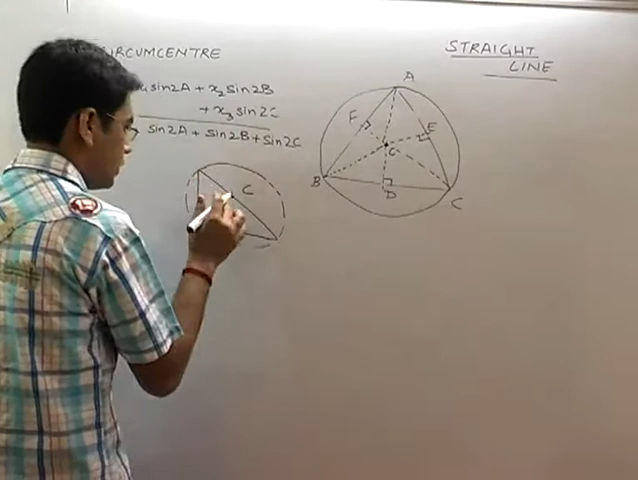 CIRCUMCENTRE
STRAIGHT
LINE
sin2A + x2 sin2B
+ x3 sin2C
sin2A + sin2B + sin2C
A
F
E
C
B
D
C
C